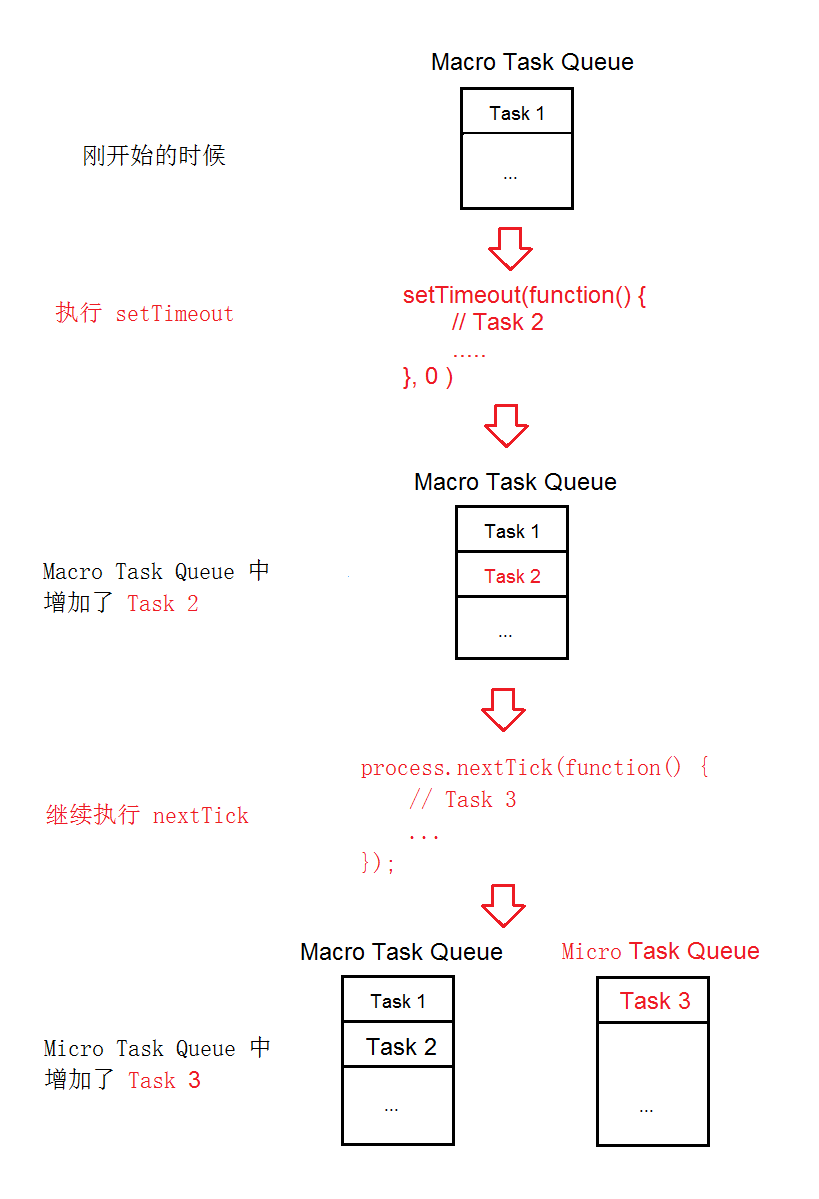 Macro Task Queue
Task 1
刚开始的时候
...
执行 setTimeout
setTimeout(function() {
// Task 2
.....
}, 0 )
Macro Task Queue
Task 1
Task 2
Macro Task Queue 中
增加了 Task 2
...
继续执行 nextTick
process.nextTick(function() {
// Task 3
...
});
Macro Task Queue
Micro Task Queue
Task 1
Task 3
Task 2
Micro Task Queue 中
增加了 Task 3
...
...